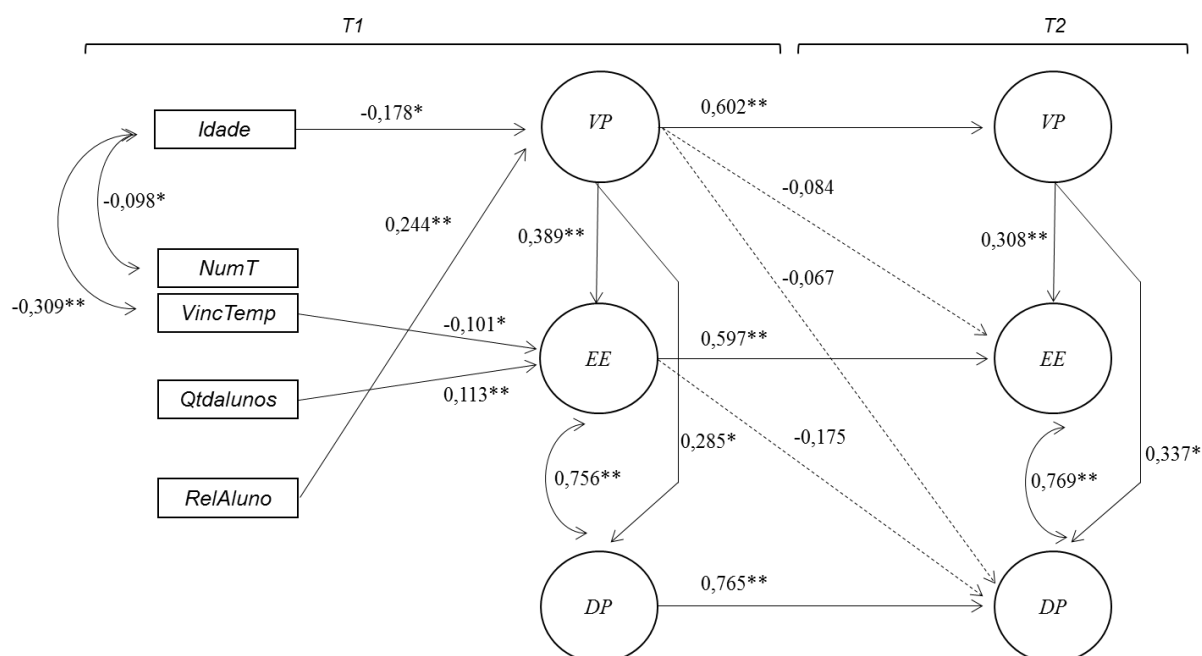 T1
T2
Idade
-0,178*
VP
0,602**
VP
-0,098*
-0,084
0,244**
0,389**
0,308**
NumT
-0,067
-0,309**
VincTemp
-0,101*
EE
0,597**
EE
Qtdalunos
0,113**
0,285*
-0,175
0,337*
RelAluno
0,756**
0,769**
DP
0,765**
DP